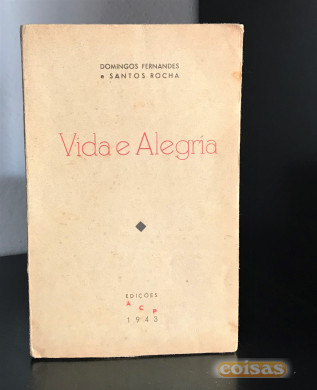 DOMINGOS FERNANDES
e SANTOS ROCHA
Vida e Alegria
EDIÇÕES
A C P
1943
coisas